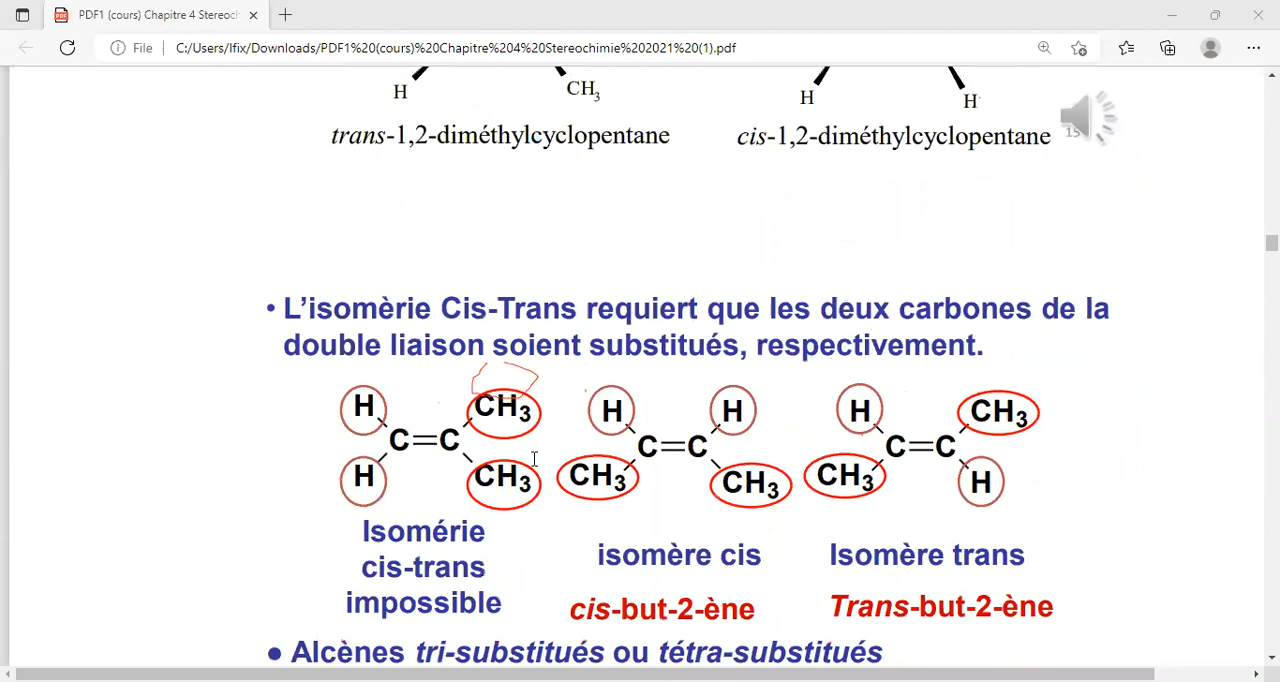 PDF1 (cours) Chapitre 4 Stereoch
File
C:/Users/Ifix/Downloads/PDF1%20(cours)%20Chapitre%204%20Stereochimie%202021%20(1).pdf
H CH3 H H
trans-1,2-diméthylcyclopentane cis-1,2-diméthylcyclopentane 15
• L'isomèrie Cis-Trans requiert que les deux carbones de la
double liaison soient substitués, respectivement.
H CH3 H H H CH3
C=C C=C C=C
H CH3 CH3 CH3 CH3 H
Isomérie
cis-trans
impossible
isomère cis
cis-but-2-ène
Isomère trans
Trans-but-2-ène
● Alcènes tri-substitués ou tétra-substitués